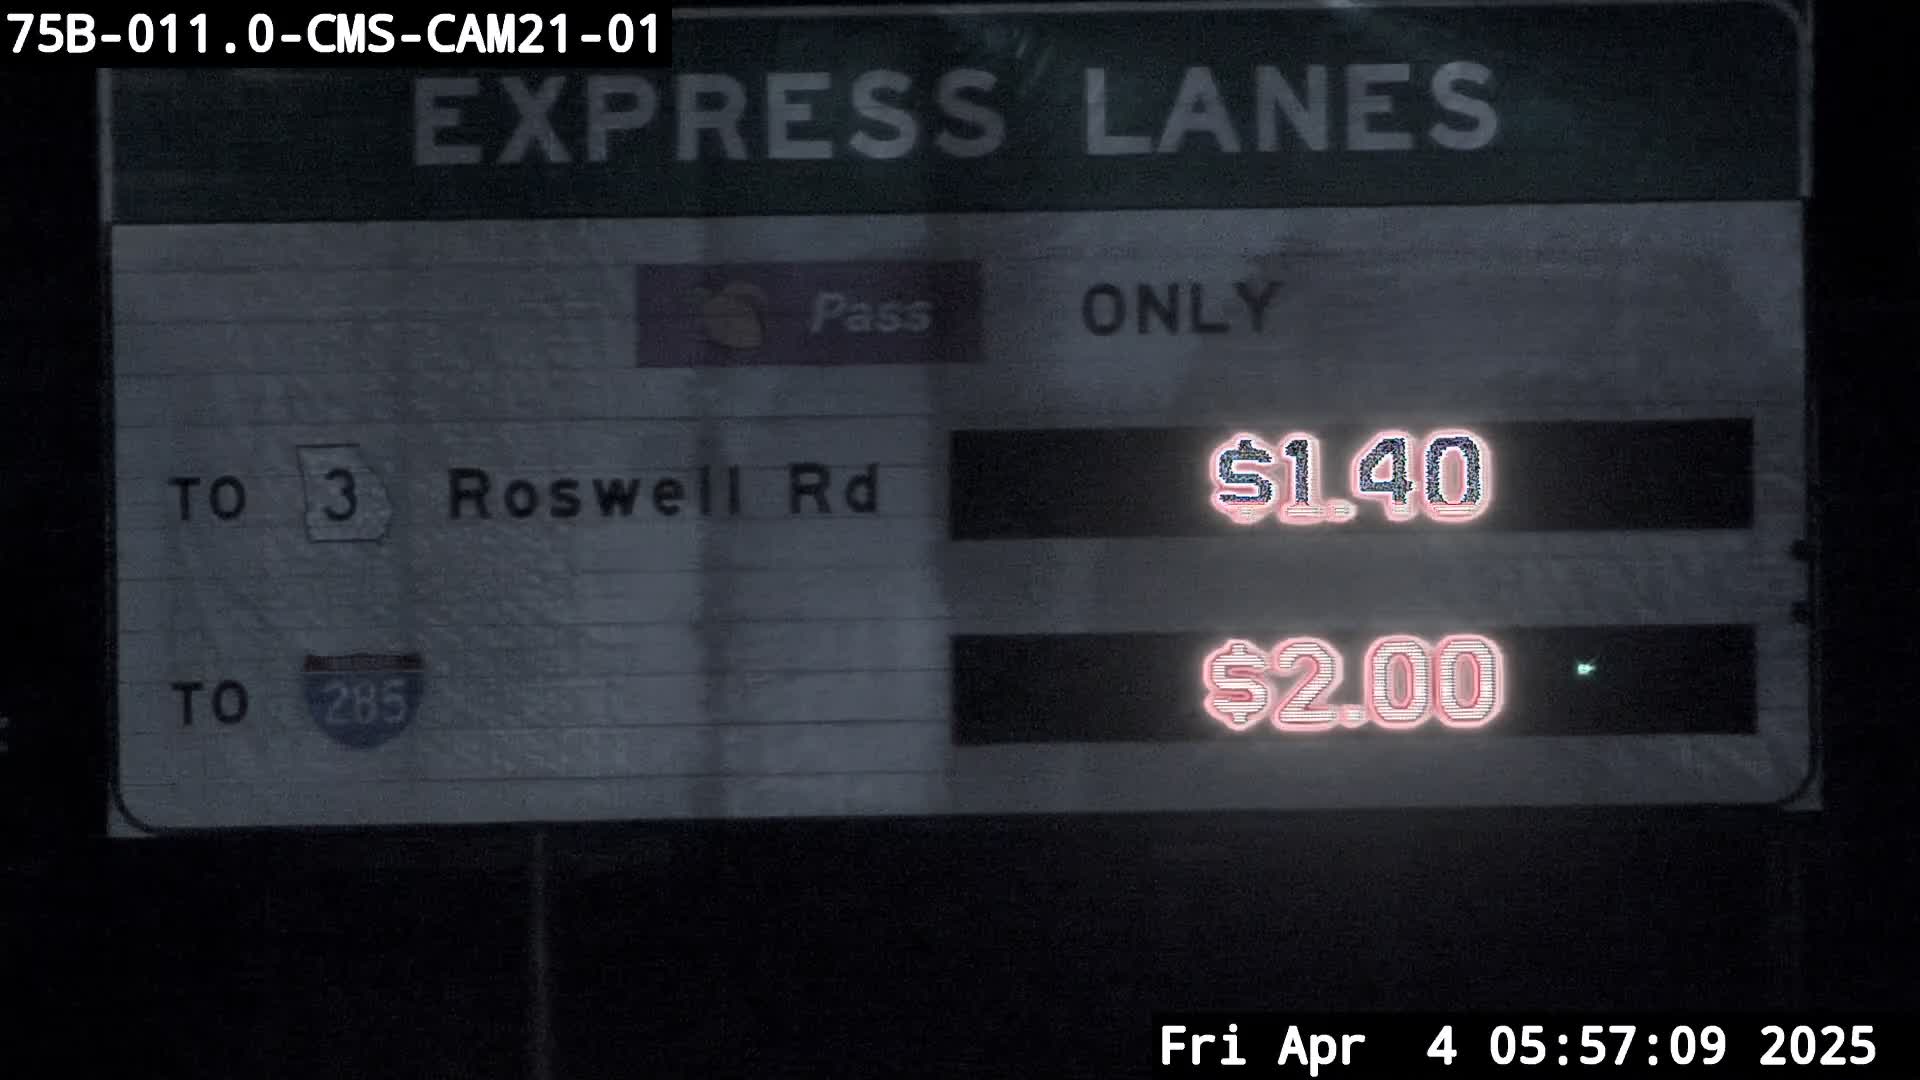 75B-011.0-CMS-CAM21-01
EXPRESS LANES
Pass ONLY
TO 3 Roswell Rd $1.40
TO 285 $2.00
Fri Apr 4 05:57:09 2025